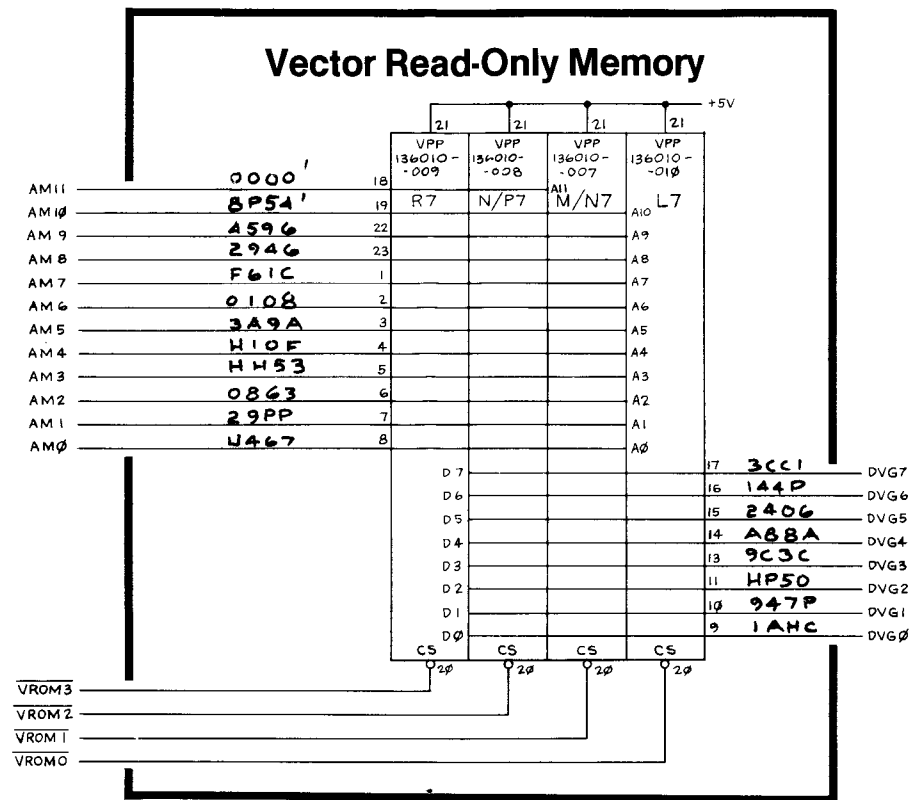 Vector Read-Only Memory
+5V
21 21 21 21
VPP VPP VPP VPP
136010- 136010- 136010- 136010-
-009 -008 -007 -010
R7 N/P7 M/N7 L7
AM11 0000' 18 A11
AM10 8P54' 19 A10
AM9 A596 22 A9
AM8 2946 23 A8
AM7 F61C 1 A7
AM6 0108 2 A6
AM5 3A9A 3 A5
AM4 H10F 4 A4
AM3 HH53 5 A3
AM2 0863 6 A2
AM1 29PP 7 A1
AM0 U467 8 A0
D7 17 3CC1 DVG7
D6 16 144P DVG6
D5 15 2406 DVG5
D4 14 A88A DVG4
D3 13 9C3C DVG3
D2 11 HP50 DVG2
D1 10 947P DVG1
D0 9 1AHC DVG0
CS CS CS CS
20 20 20 20
VROM3
VROM2
VROM1
VROM0